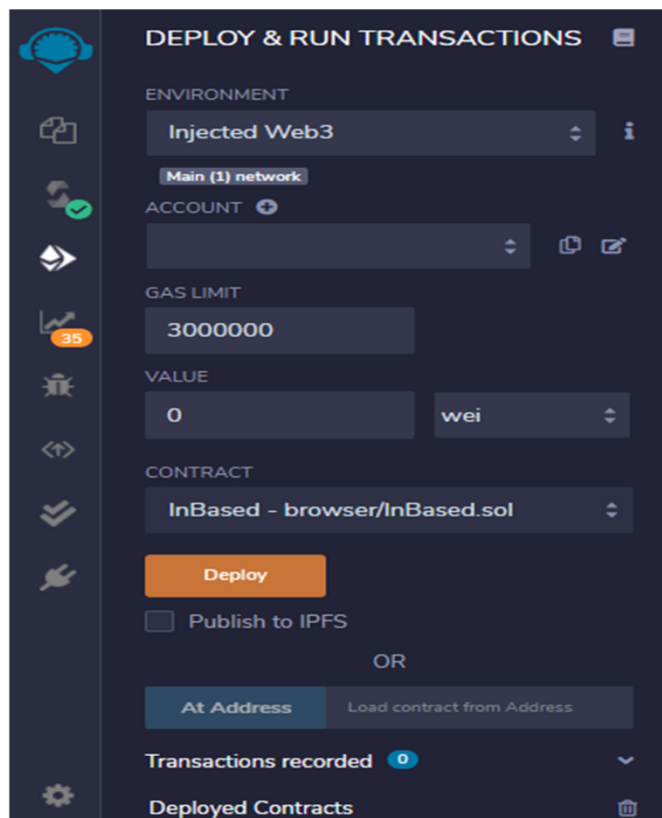 DEPLOY & RUN TRANSACTIONS
ENVIRONMENT
Injected Web3
i
Main (1) network
ACCOUNT
GAS LIMIT
3000000
35
VALUE
0 wei
CONTRACT
InBased - browser/InBased.sol
Deploy
Publish to IPFS
OR
At Address Load contract from Address
Transactions recorded 0
Deployed Contracts